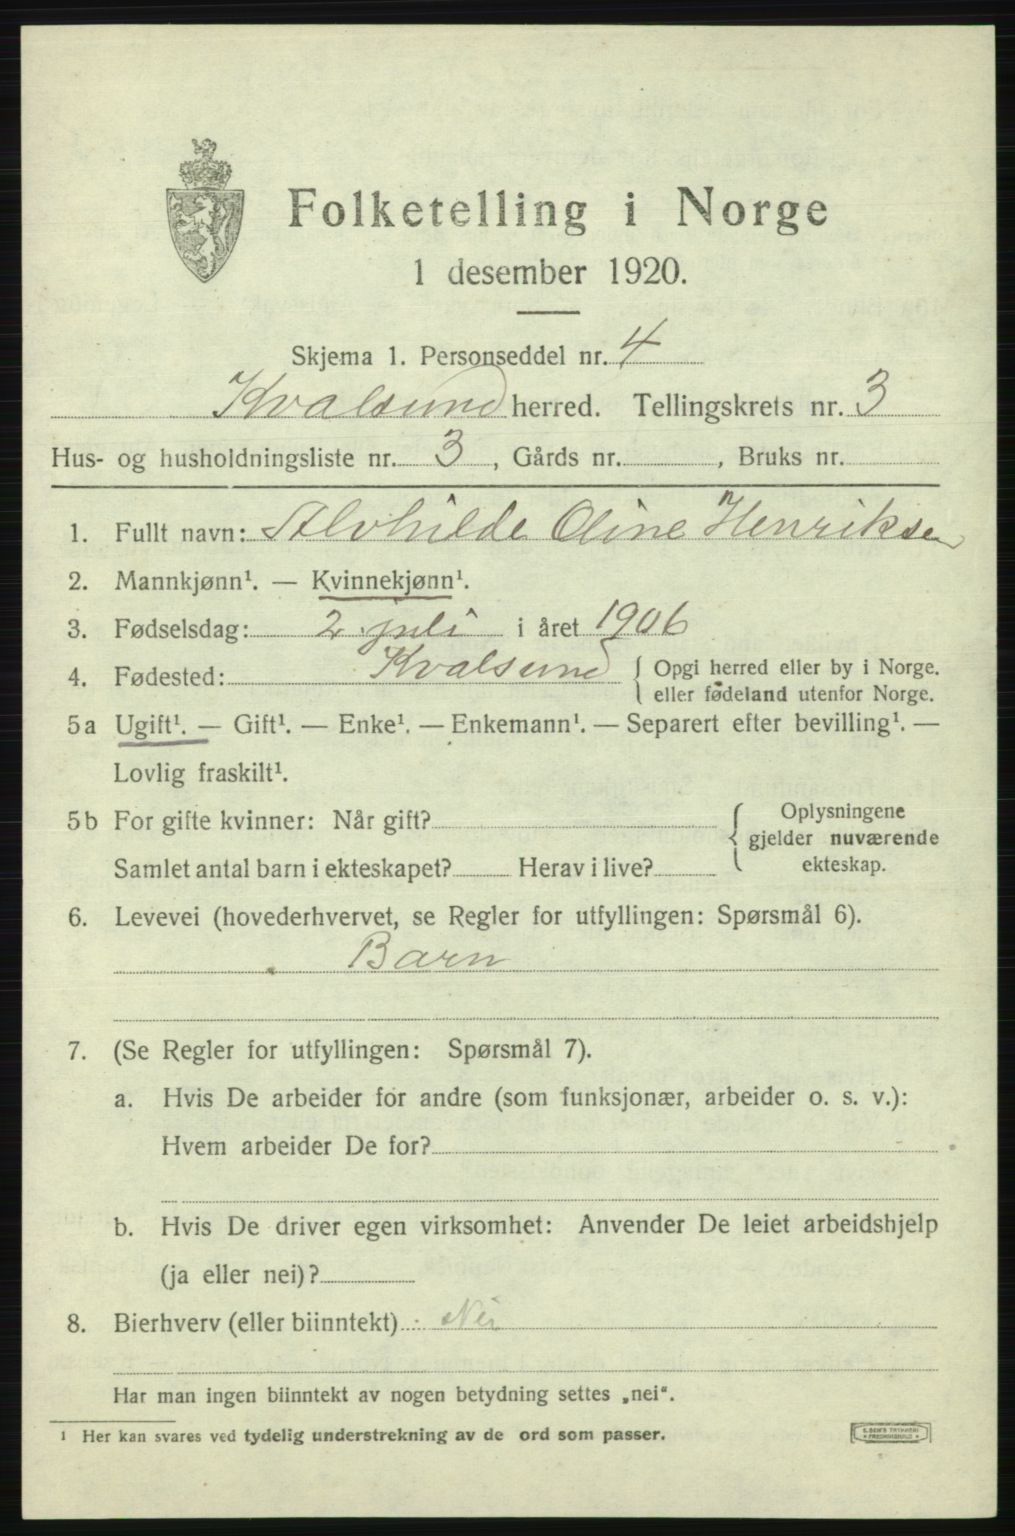 Folketelling i Norge
1 desember 1920.
Skjema 1. Personseddel nr. 4
Kvalsund herred. Tellingskrets nr. 3
Hus- og husholdningsliste nr. 3, Gårds nr. , Bruks nr.
1. Fullt navn: Alvhilde Oline Henriksen
2. Mannkjønn¹. — Kvinnekjønn¹.
3. Fødselsdag: 2. juli i året 1906
4. Fødested: Kvalsund { Opgi herred eller by i Norge.
eller fødeland utenfor Norge.
5a Ugift¹. — Gift¹. — Enke¹. — Enkemann¹. — Separert efter bevilling¹. —
Lovlig fraskilt¹.
5b For gifte kvinner: Når gift? { Oplysningene
gjelder nuværende
Samlet antal barn i ekteskapet? Herav i live? ekteskap.
6. Levevei (hovederhvervet, se Regler for utfyllingen: Spørsmål 6).
Barn
7. (Se Regler for utfyllingen: Spørsmål 7).
a. Hvis De arbeider for andre (som funksjonær, arbeider o. s. v.):
Hvem arbeider De for?
b. Hvis De driver egen virksomhet: Anvender De leiet arbeidshjelp
(ja eller nei)?
8. Bierhverv (eller biinntekt) Nei
Har man ingen biinntekt av nogen betydning settes „nei“.
¹ Her kan svares ved tydelig understrekning av de ord som passer.